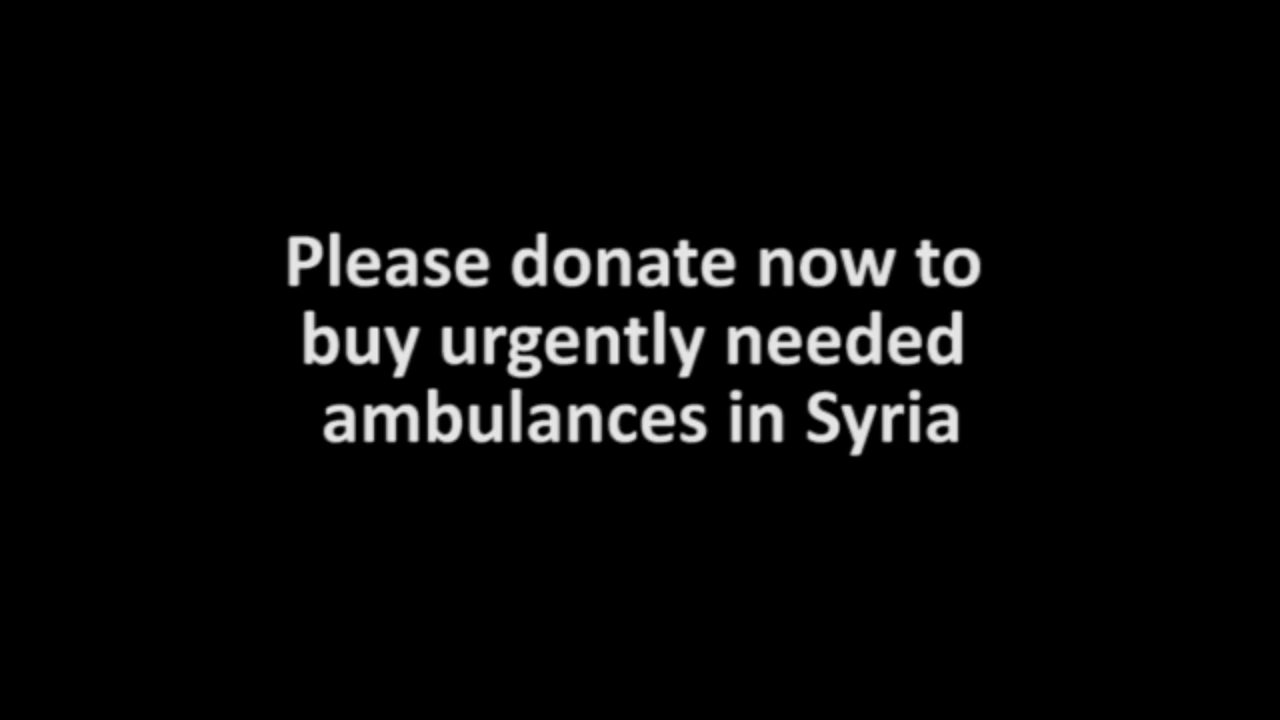 Please donate now to
buy urgently needed
ambulances in Syria